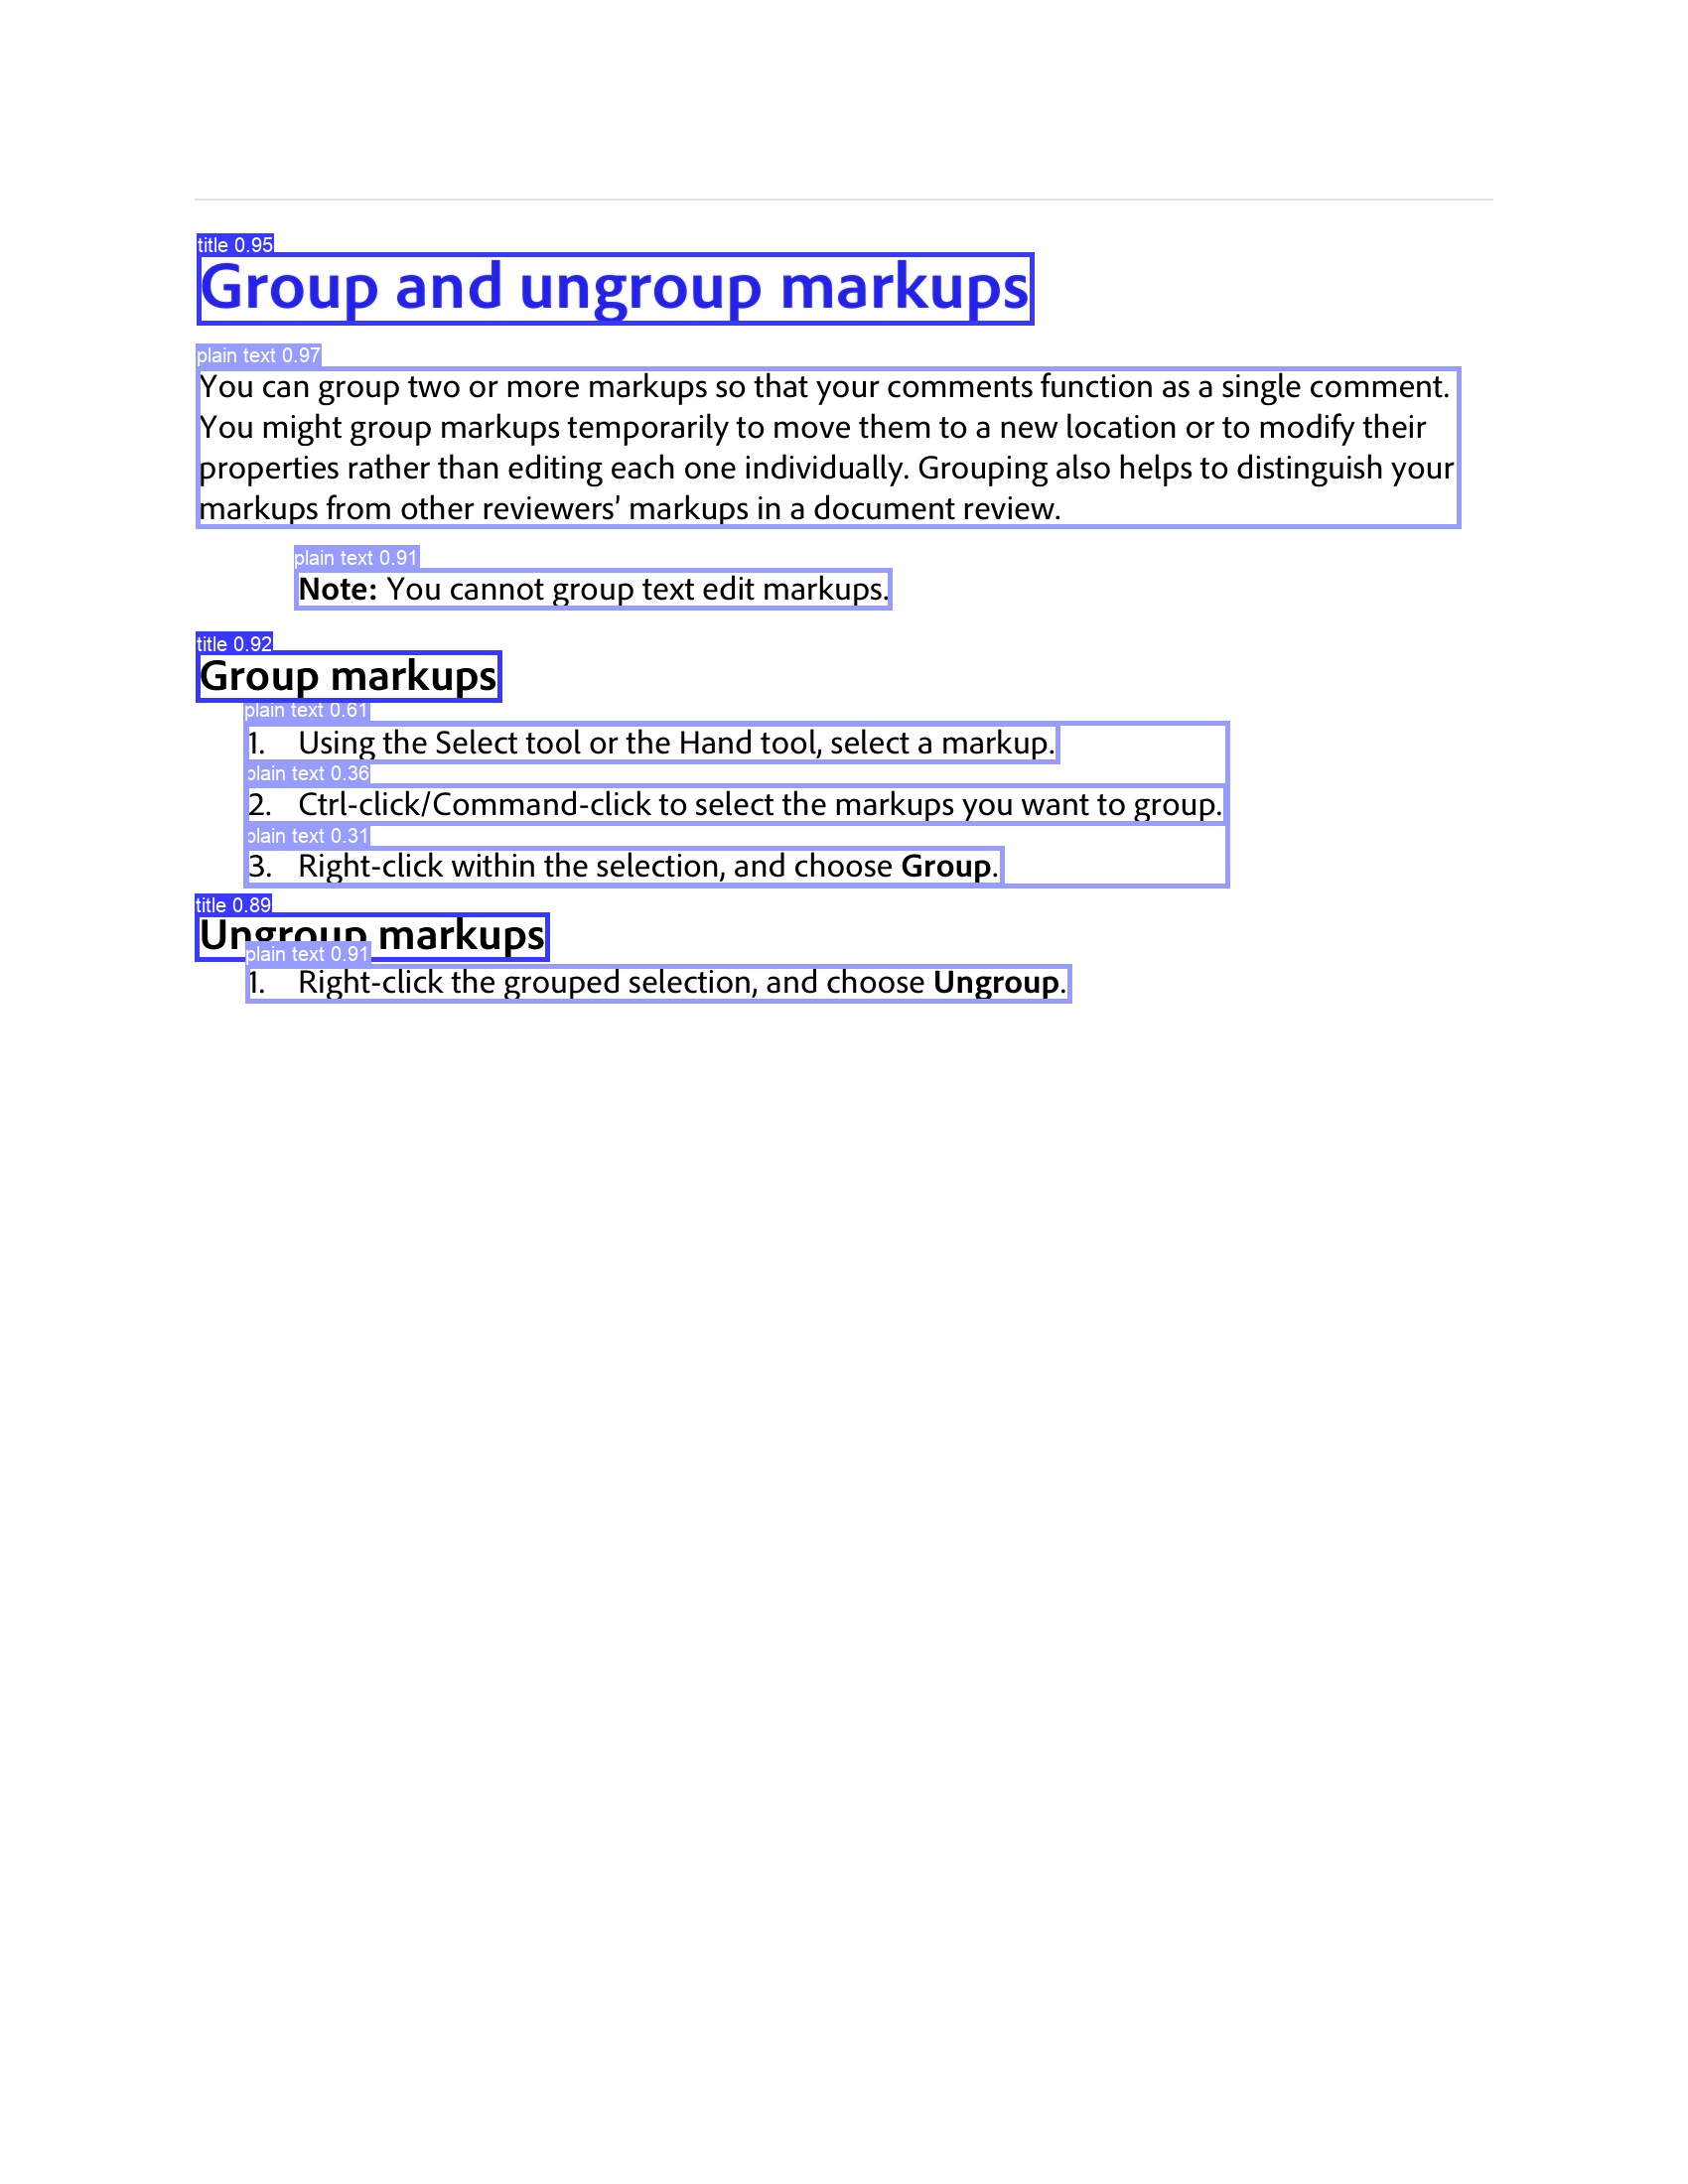 title 0.95
Group and ungroup markups
plain text 0.97
You can group two or more markups so that your comments function as a single comment.
You might group markups temporarily to move them to a new location or to modify their
properties rather than editing each one individually. Grouping also helps to distinguish your
markups from other reviewers’ markups in a document review.
plain text 0.91
Note: You cannot group text edit markups.
title 0.92
Group markups
plain text 0.61
1. Using the Select tool or the Hand tool, select a markup.
plain text 0.36
2. Ctrl-click/Command-click to select the markups you want to group.
plain text 0.31
3. Right-click within the selection, and choose Group.
title 0.89
Ungroup markups
plain text 0.91
1. Right-click the grouped selection, and choose Ungroup.